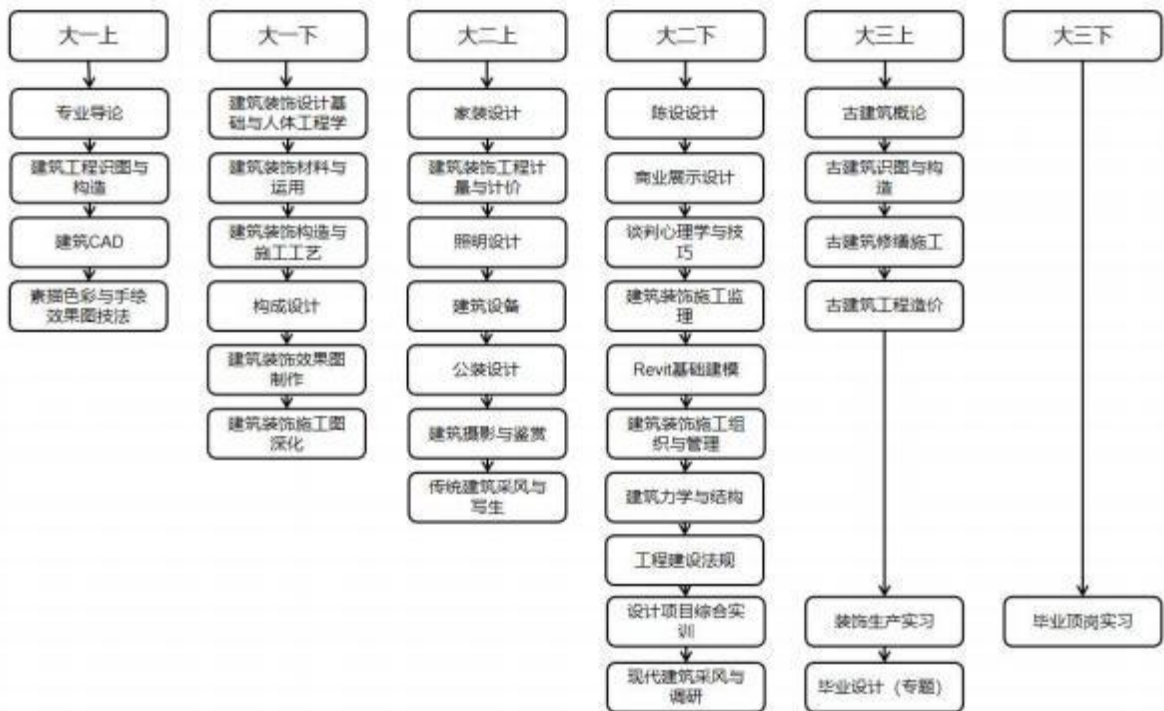 大一上
大一下
大二上
大二下
大三上
大三下
专业导论
建筑工程识图与
构造
建筑CAD
素描色彩与手绘
效果图技法
建筑装饰设计基
础与人体工程学
建筑装饰材料与
运用
建筑装饰构造与
施工工艺
构成设计
建筑装饰效果图
制作
建筑装饰施工图
深化
家装设计
建筑装饰工程计
量与计价
照明设计
建筑设备
公装设计
建筑摄影与鉴赏
传统建筑采风与
写生
陈设设计
商业展示设计
谈判心理学与技
巧
建筑装饰施工监
理
Revit基础建模
建筑装饰施工组
织与管理
建筑力学与结构
工程建设法规
设计项目综合实
训
现代建筑采风与
调研
古建筑概论
古建筑识图与构
造
古建筑修缮施工
古建筑工程造价
装饰生产实习
毕业设计（专题）
毕业顶岗实习